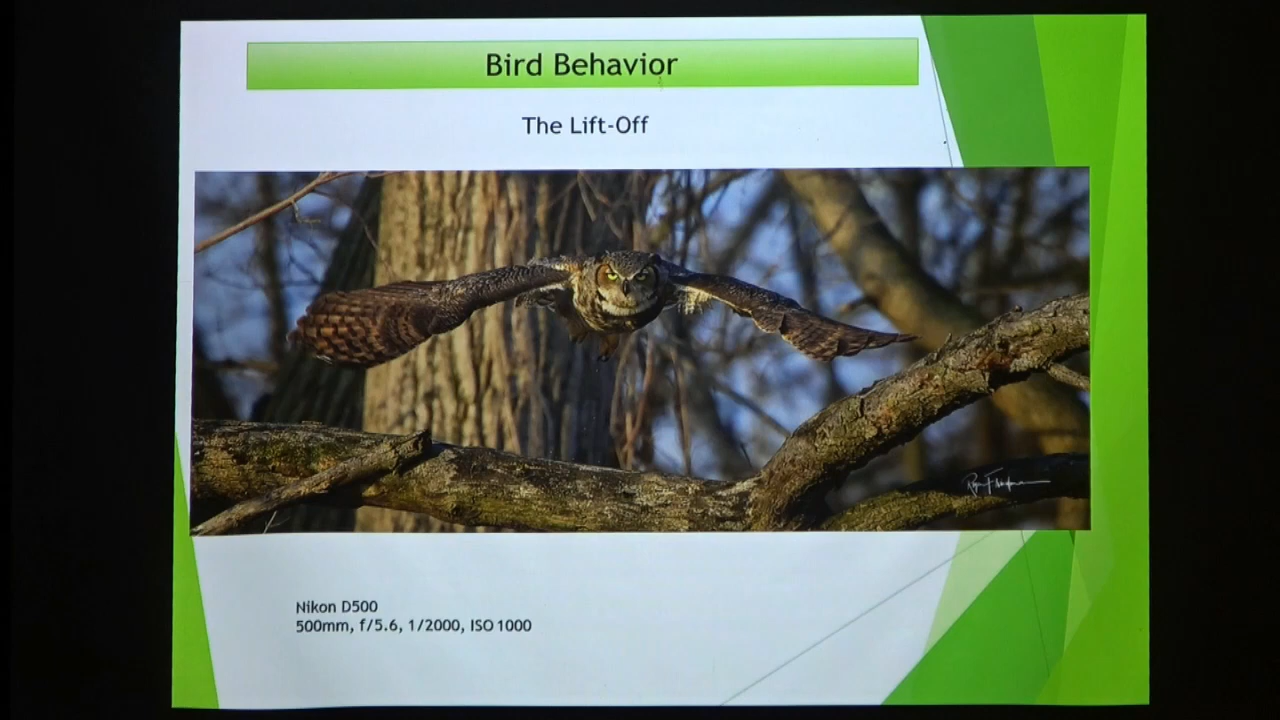 Bird Behavior
The Lift-Off
Nikon D500
500mm, f/5.6, 1/2000, ISO 1000